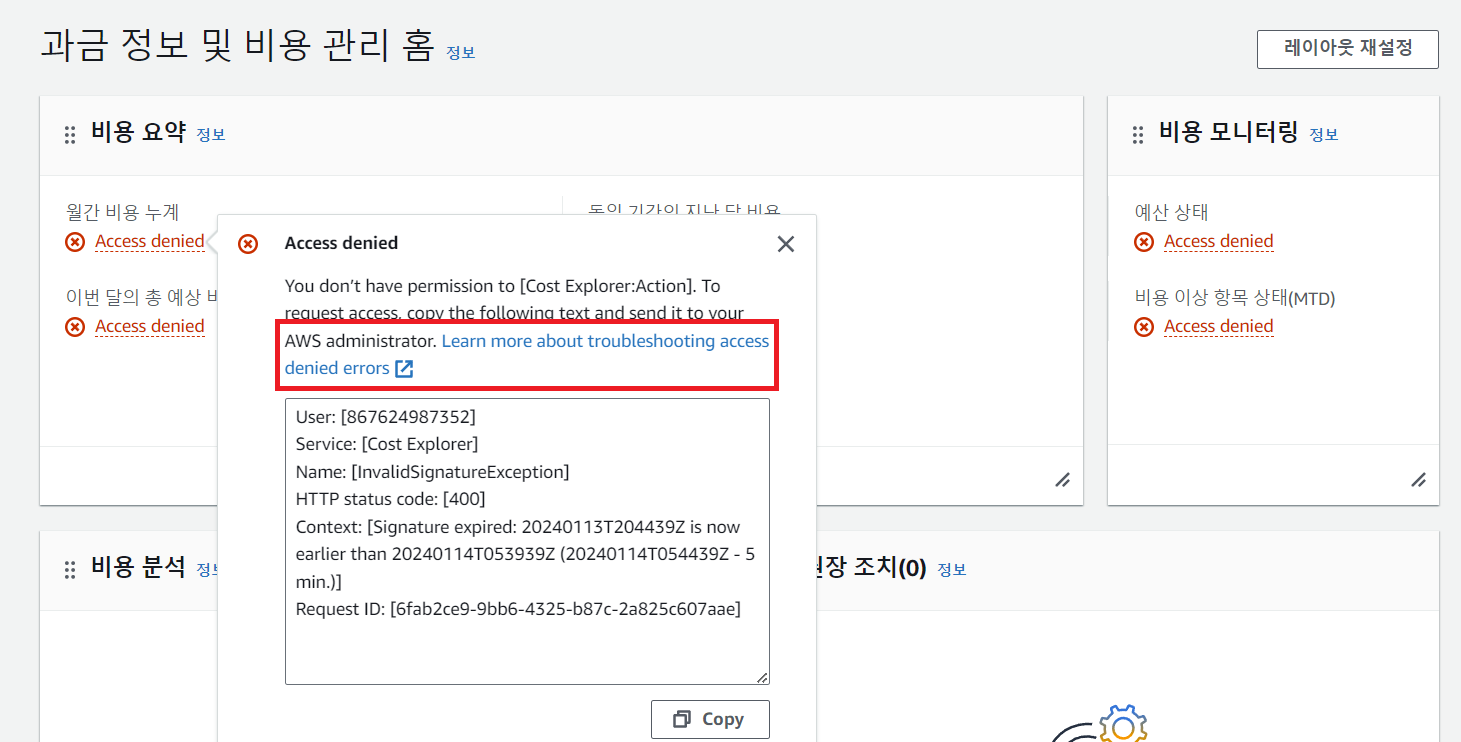 과금 정보 및 비용 관리 홈 정보
레이아웃 재설정
비용 요약 정보
월간 비용 누계
Access denied
이번 달의 총 예상 비
Access denied
동일 기간의 지난 달 비용
Access denied
You don't have permission to [Cost Explorer:Action]. To
request access, copy the following text and send it to your
AWS administrator. Learn more about troubleshooting access
denied errors
User: [867624987352]
Service: [Cost Explorer]
Name: [InvalidSignatureException]
HTTP status code: [400]
Context: [Signature expired: 20240113T204439Z is now
earlier than 20240114T053939Z (20240114T054439Z - 5
min.)]
Request ID: [6fab2ce9-9bb6-4325-b87c-2a825c607aae]
Copy
비용 모니터링 정보
예산 상태
Access denied
비용 이상 항목 상태(MTD)
Access denied
비용 분석 정보
권장 조치(0) 정보